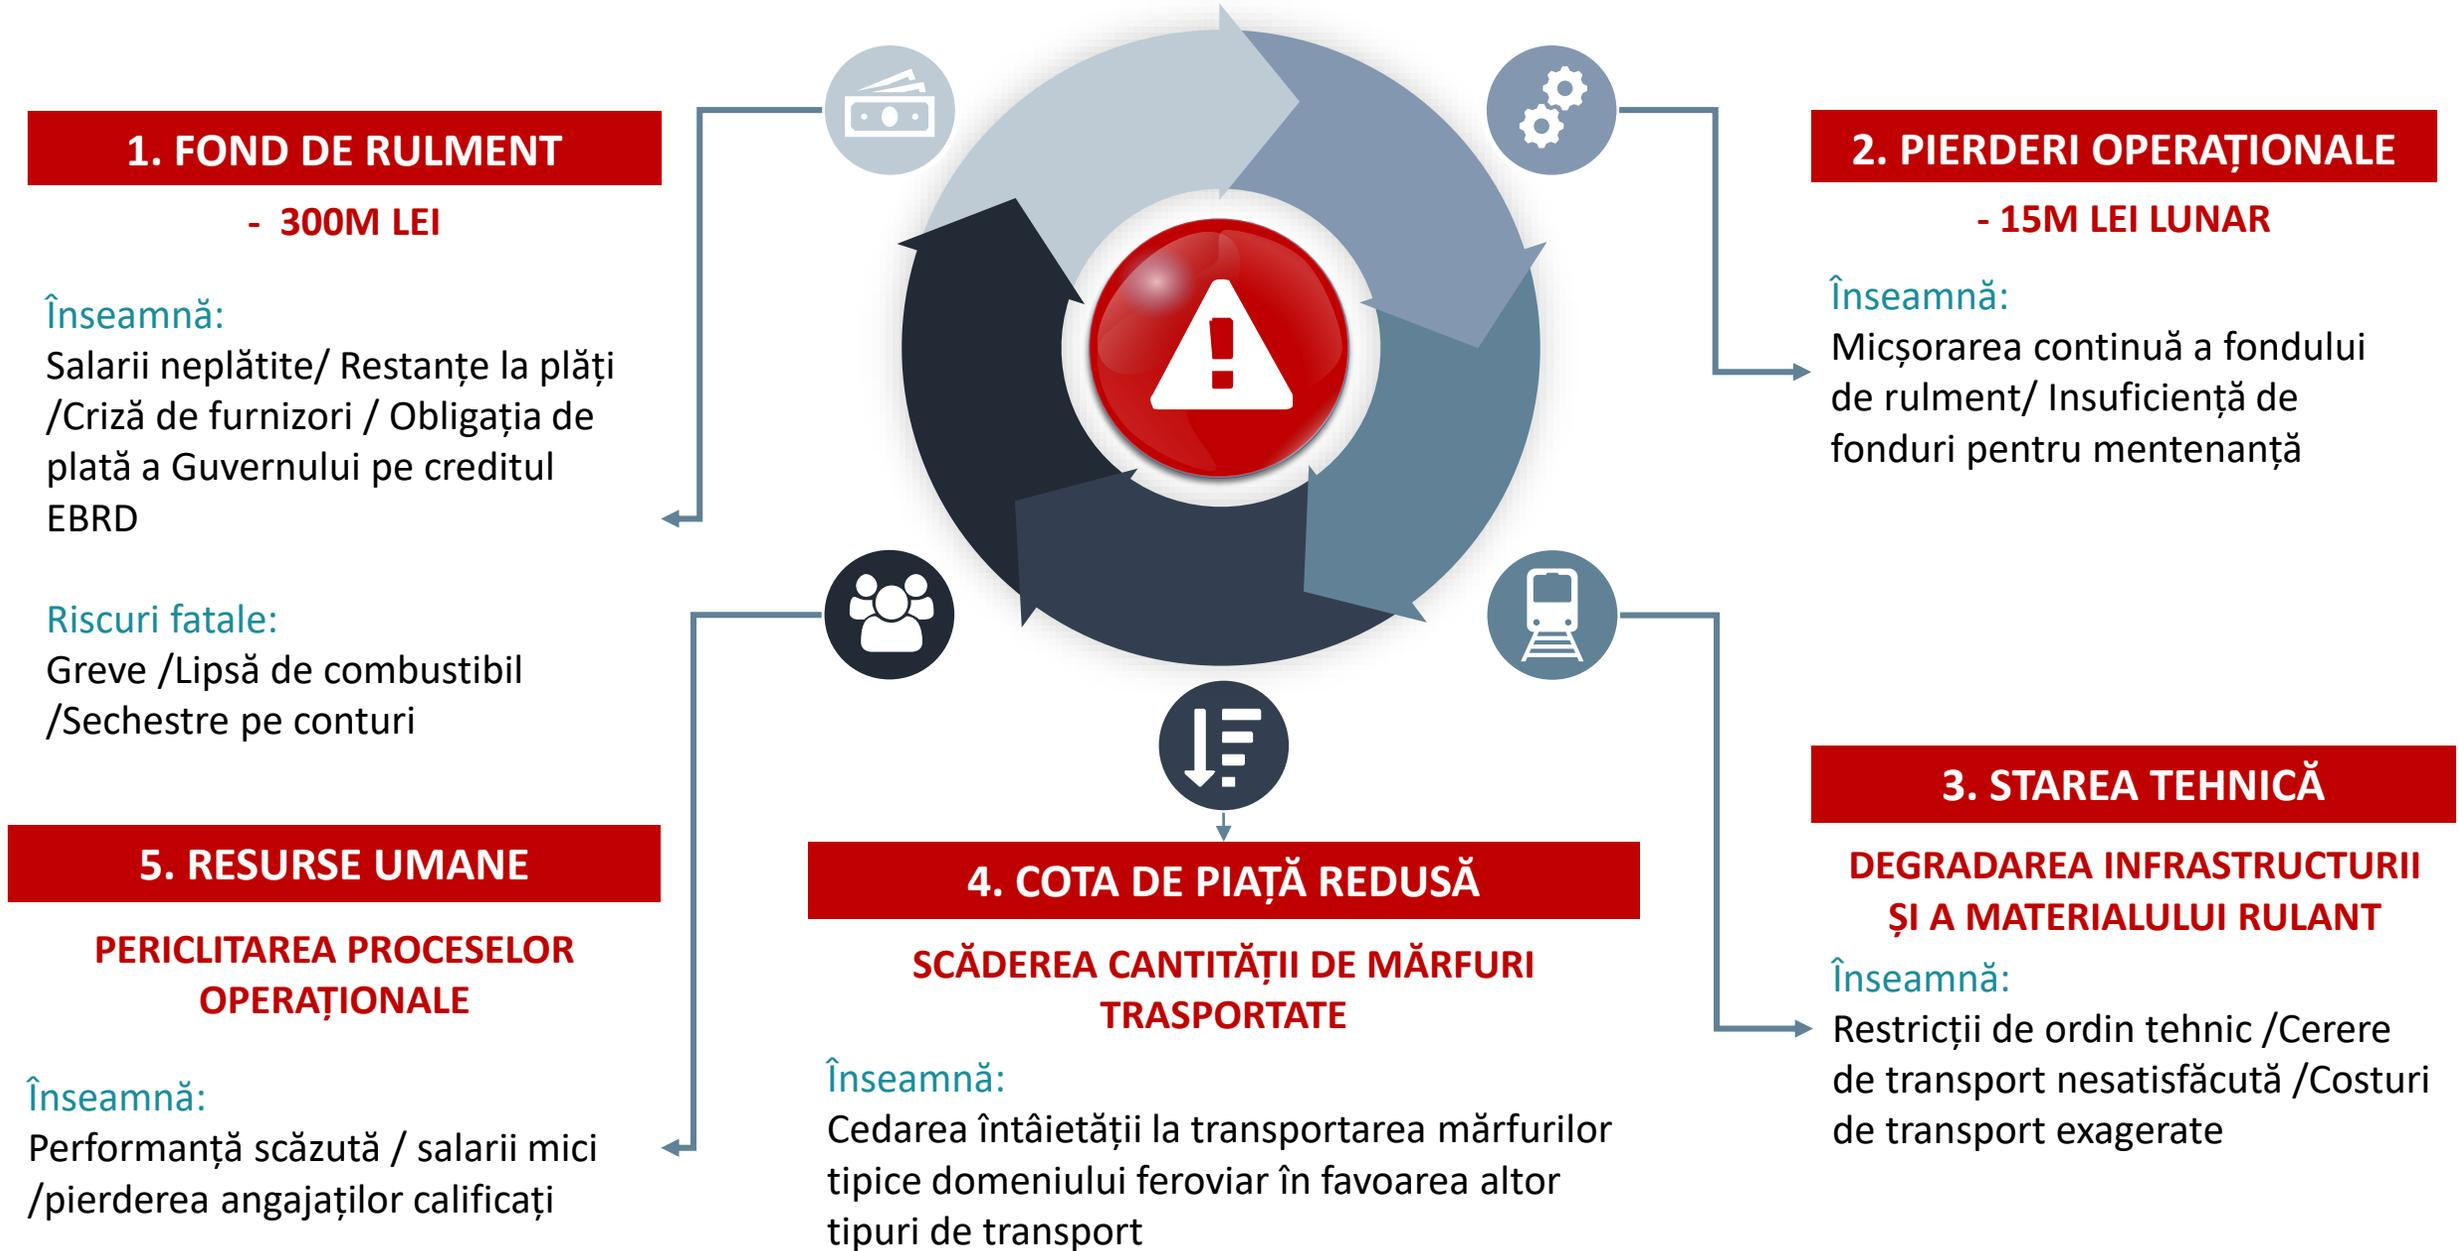 1. FOND DE RULMENT
- 300M LEI
Înseamnă:
Salarii neplătite/ Restanțe la plăți
/Criză de furnizori / Obligația de
plată a Guvernului pe creditul
EBRD
Riscuri fatale:
Greve /Lipsă de combustibil
/Sechestre pe conturi
2. PIERDERI OPERAȚIONALE
- 15M LEI LUNAR
Înseamnă:
Micșorarea continuă a fondului
de rulment/ Insuficiență de
fonduri pentru mentenanță
3. STAREA TEHNICĂ
DEGRADAREA INFRASTRUCTURII
ȘI A MATERIALULUI RULANT
Înseamnă:
Restricții de ordin tehnic /Cerere
de transport nesatisfăcută /Costuri
de transport exagerate
4. COTA DE PIAȚĂ REDUSĂ
SCĂDEREA CANTITĂȚII DE MĂRFURI
TRASPORTATE
Înseamnă:
Cedarea întâietății la transportarea mărfurilor
tipice domeniului feroviar în favoarea altor
tipuri de transport
5. RESURSE UMANE
PERICLITAREA PROCESELOR
OPERAȚIONALE
Înseamnă:
Performanță scăzută / salarii mici
/pierderea angajaților calificați